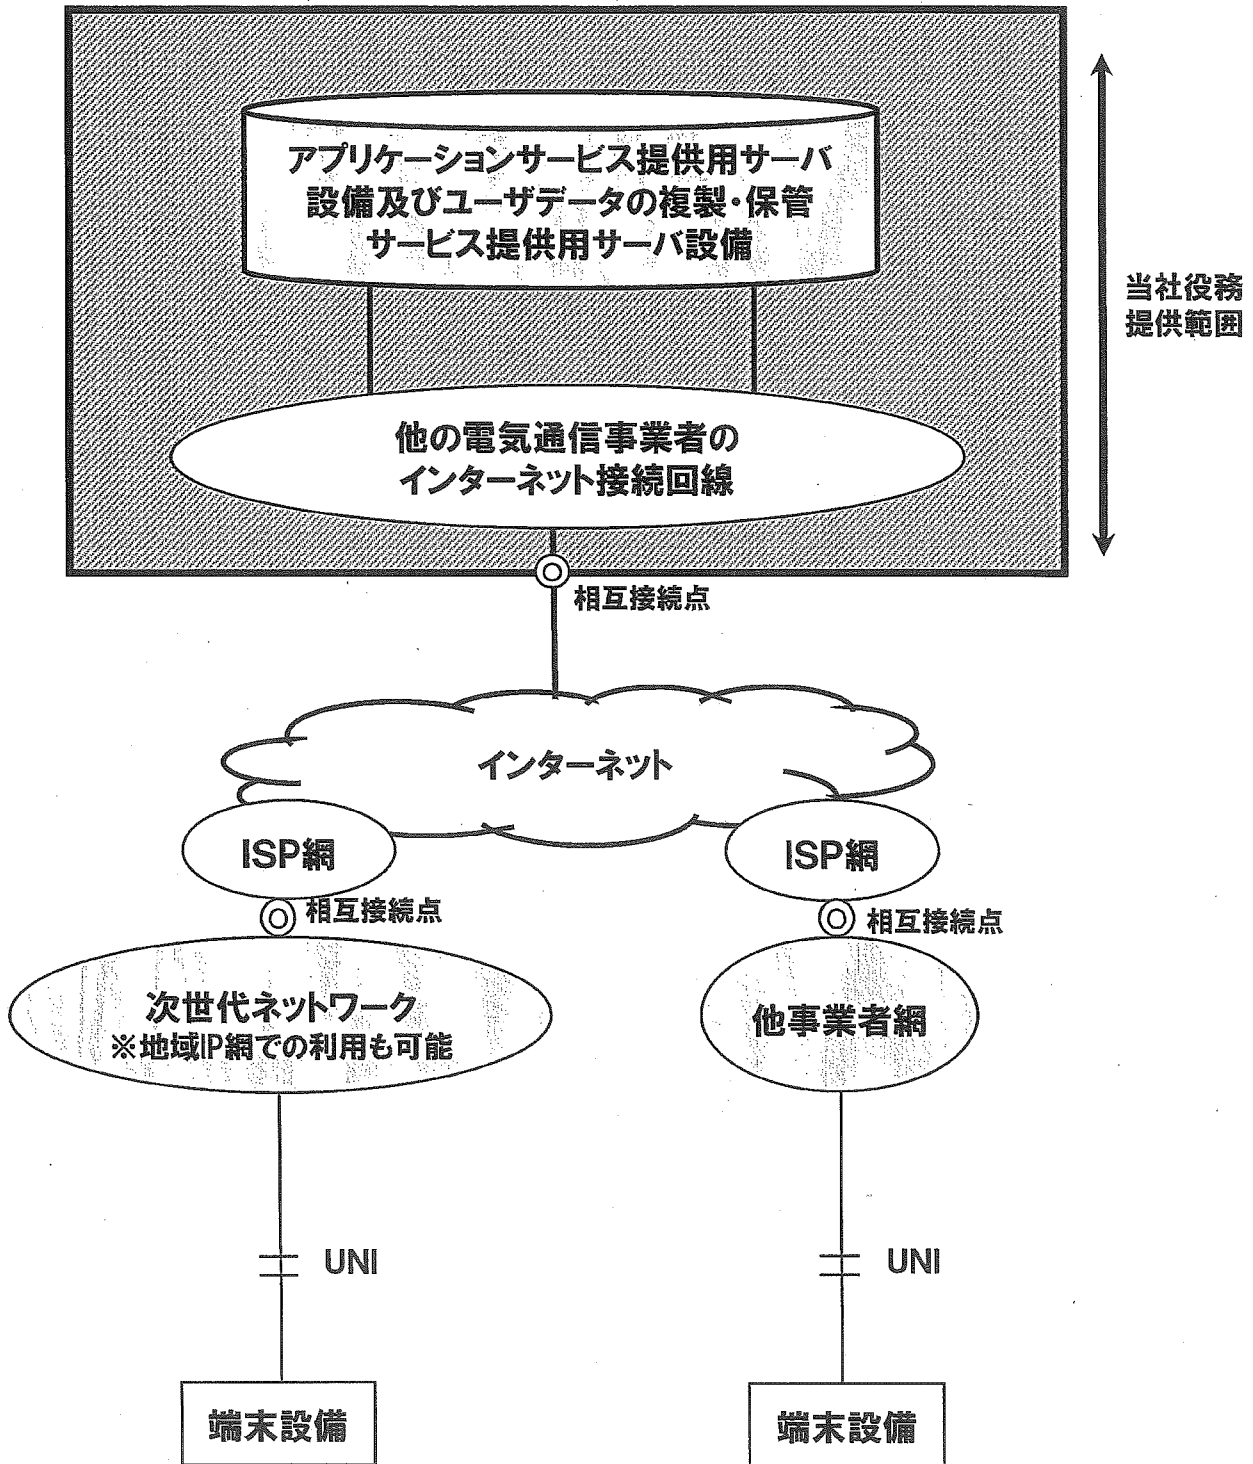 アプリケーションサービス提供用サーバ
設備及びユーザデータの複製・保管
サービス提供用サーバ設備
当社役務
提供範囲
他の電気通信事業者の
インターネット接続回線
相互接続点
インターネット
ISP網
ISP網
相互接続点
相互接続点
次世代ネットワーク
※地域IP網での利用も可能
他事業者網
UNI
UNI
端末設備
端末設備